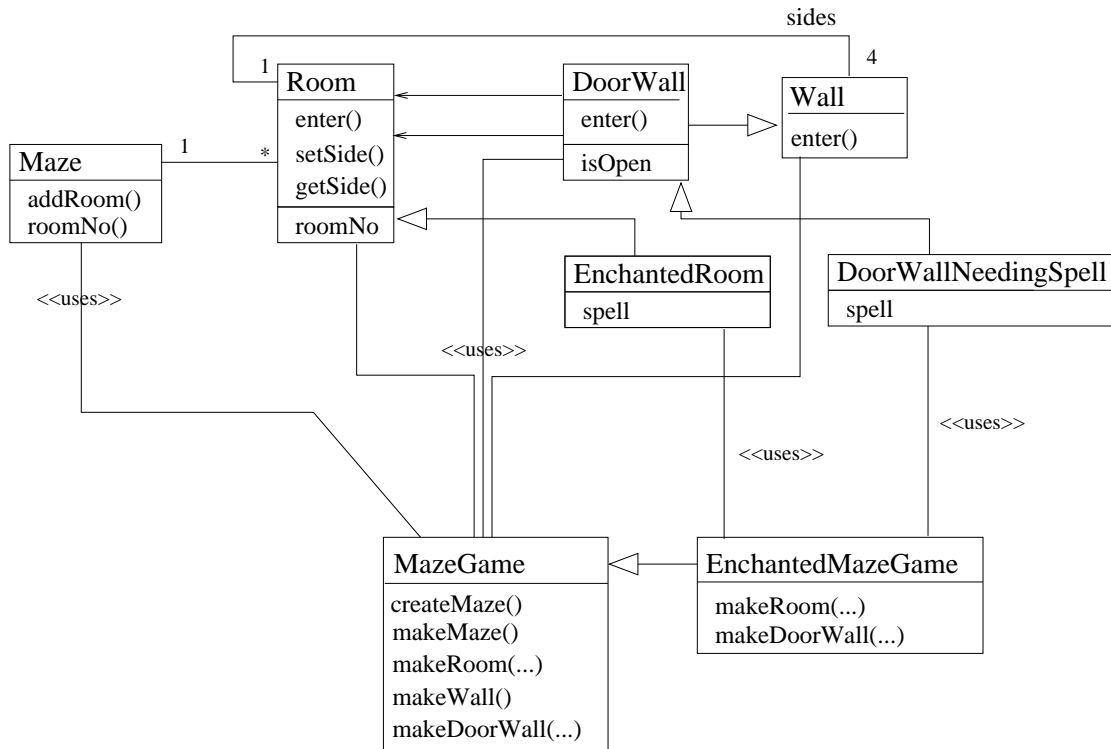 sides
1
4
Room
enter()
setSide()
getSide()
roomNo
DoorWall
enter()
isOpen
Wall
enter()
Maze
addRoom()
roomNo()
1
*
EnchantedRoom
spell
DoorWallNeedingSpell
spell
<<uses>>
<<uses>>
<<uses>>
<<uses>>
MazeGame
createMaze()
makeMaze()
makeRoom(...)
makeWall()
makeDoorWall(...)
EnchantedMazeGame
makeRoom(...)
makeDoorWall(...)